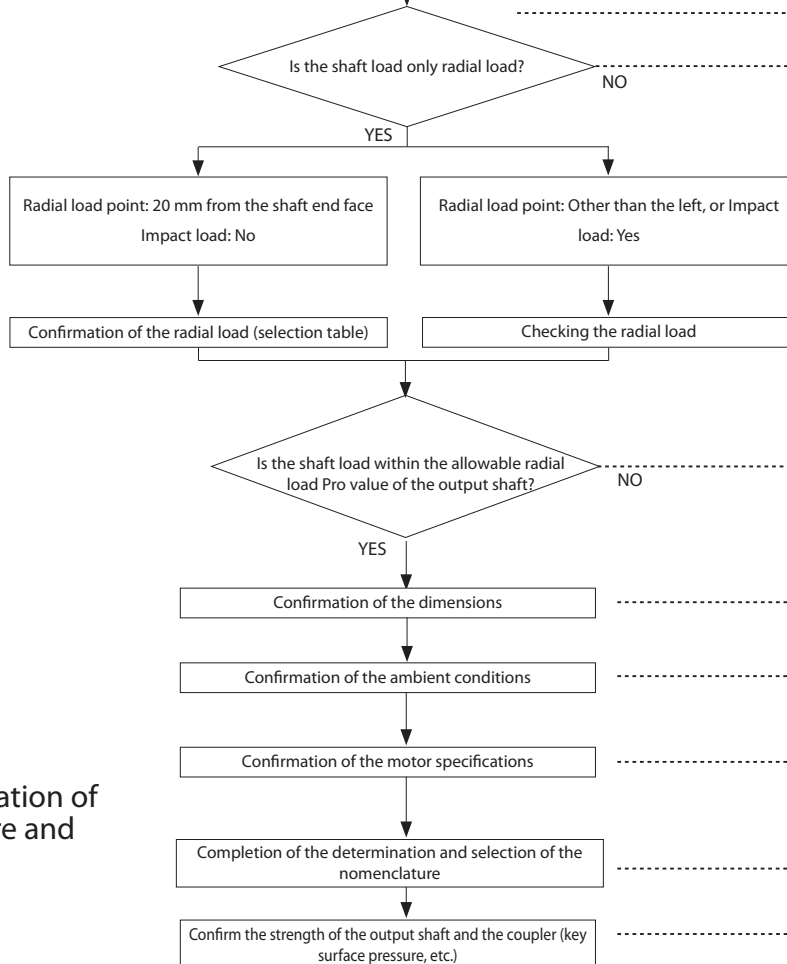 Is the shaft load only radial load?
NO
YES
Radial load point: 20 mm from the shaft end face
Impact load: No
Radial load point: Other than the left, or Impact
load: Yes
Confirmation of the radial load (selection table)
Checking the radial load
Is the shaft load within the allowable radial
load Pro value of the output shaft?
NO
YES
Confirmation of the dimensions
Confirmation of the ambient conditions
Confirmation of the motor specifications
ation of
e and
Completion of the determination and selection of the
nomenclature
Confirm the strength of the output shaft and the coupler (key
surface pressure, etc.)